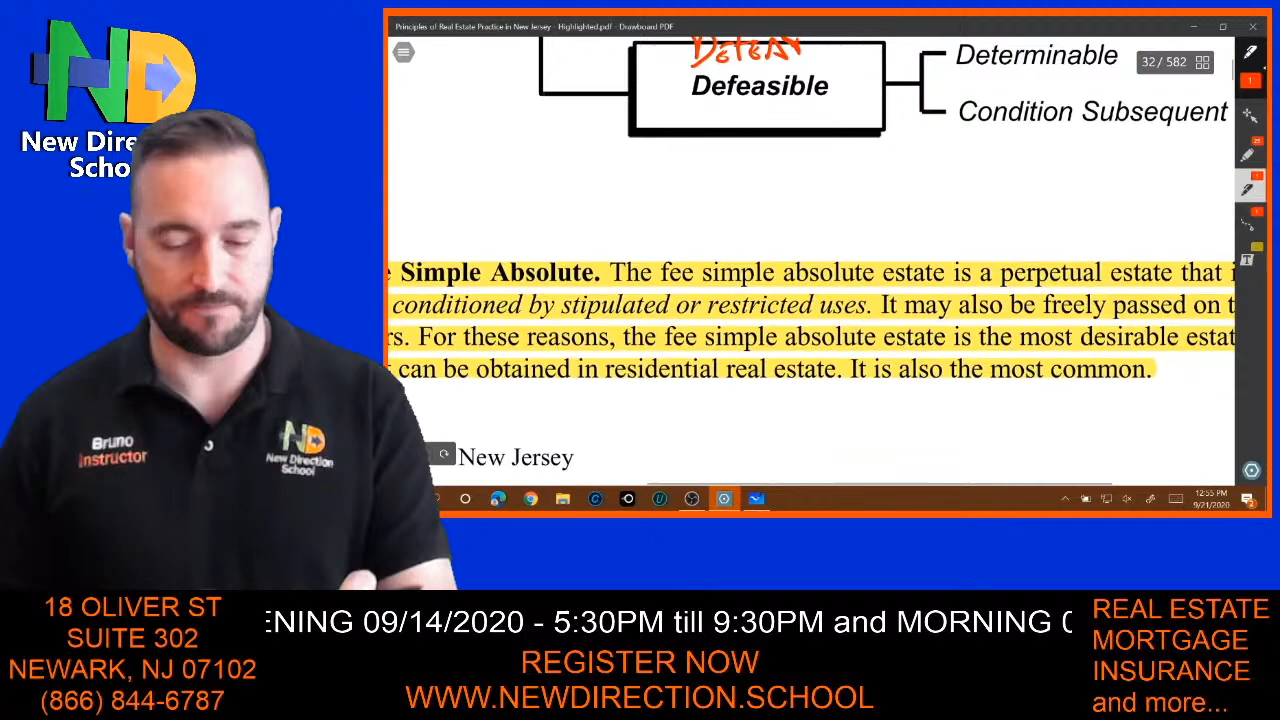 ND
New Dire
Schoo
Bruno
Instructor
ND
New Direction
School
Principles of Real Estate Practice in New Jersey - Highlighted.pdf - Drawboard PDF
32 / 582
Defeasible
Determinable
Condition Subsequent
Simple Absolute. The fee simple absolute estate is a perpetual estate that
conditioned by stipulated or restricted uses. It may also be freely passed on
rs. For these reasons, the fee simple absolute estate is the most desirable estat
can be obtained in residential real estate. It is also the most common.
New Jersey
12:55 PM
9/21/2020
18 OLIVER ST
SUITE 302
NEWARK, NJ 07102
(866) 844-6787
ENING 09/14/2020 - 5:30PM till 9:30PM and MORNING
REGISTER NOW
WWW.NEWDIRECTION.SCHOOL
REAL ESTATE
MORTGAGE
INSURANCE
and more...